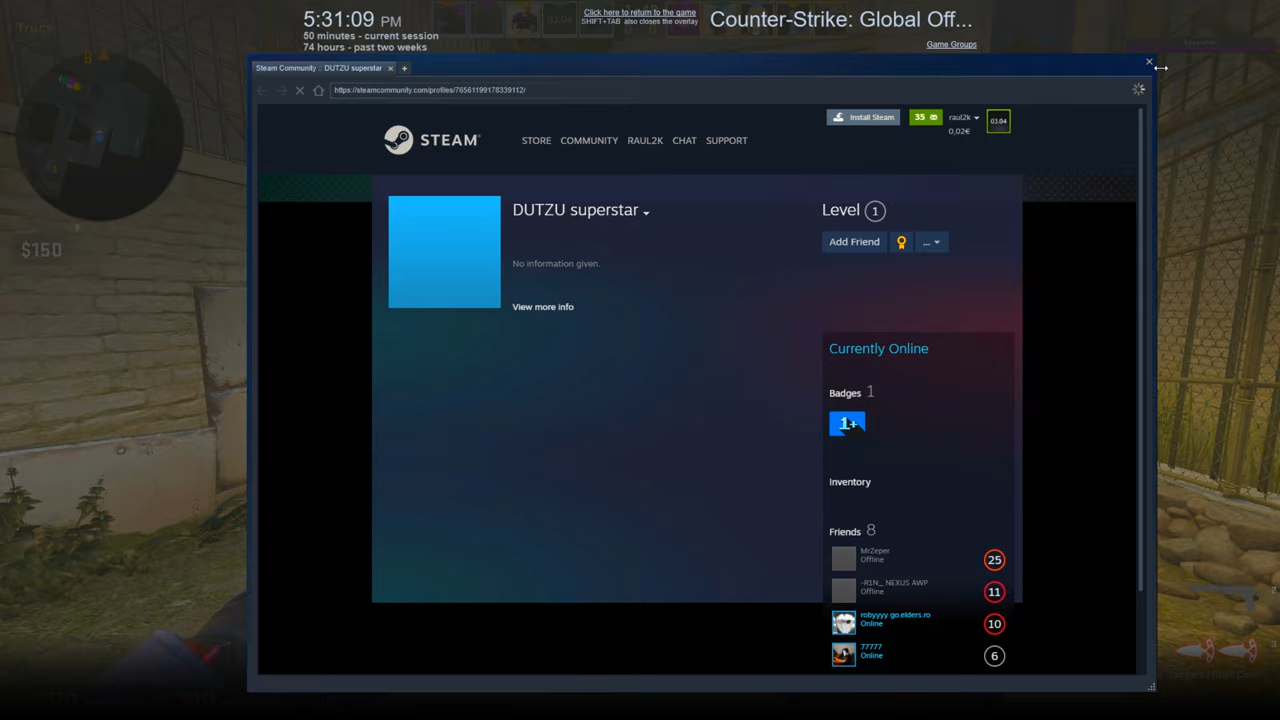 5:31:09 PM
50 minutes - current session
74 hours - past two weeks
Click here to return to the game
SHIFT+TAB also closes the overlay
Counter-Strike: Global Off...
Game Groups
Steam Community :: DUTZU superstar
https://steamcommunity.com/profiles/76561199178339112/
Install Steam
35
raul2k
0,02€
03.04
STEAM
STORE COMMUNITY RAUL2K CHAT SUPPORT
DUTZU superstar
No information given.
View more info
Level 1
Add Friend
...
Currently Online
Badges 1
1+
Inventory
Friends 8
MrZeper
Offline
25
-R1N_ NEXUS AWP
Offline
11
robyyyy go.elders.ro
Online
10
77777
Online
6
$150